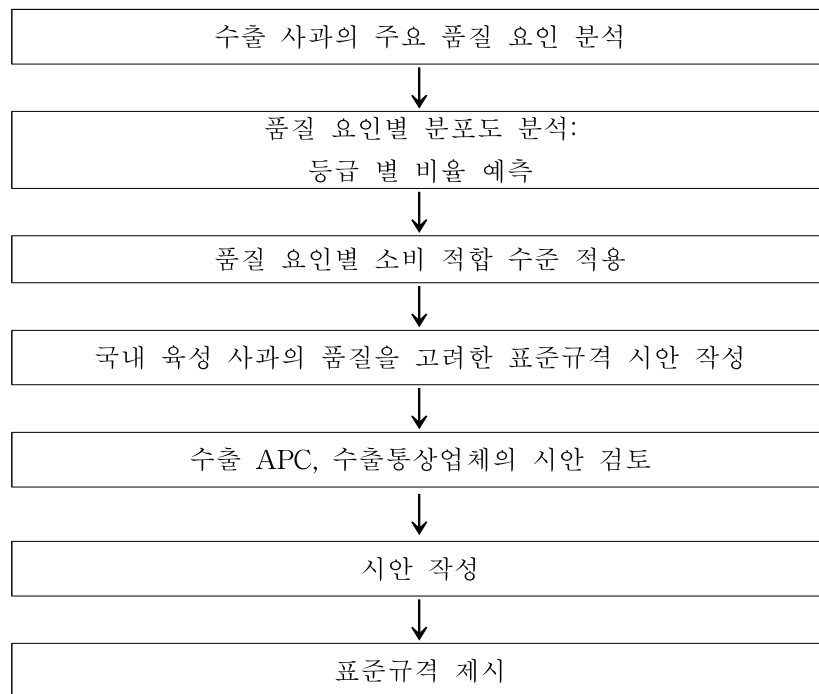 수출 사과의 주요 품질 요인 분석
품질 요인별 분포도 분석:
등급 별 비율 예측
품질 요인별 소비 적합 수준 적용
국내 육성 사과의 품질을 고려한 표준규격 시안 작성
수출 APC, 수출통상업체의 시안 검토
시안 작성
표준규격 제시